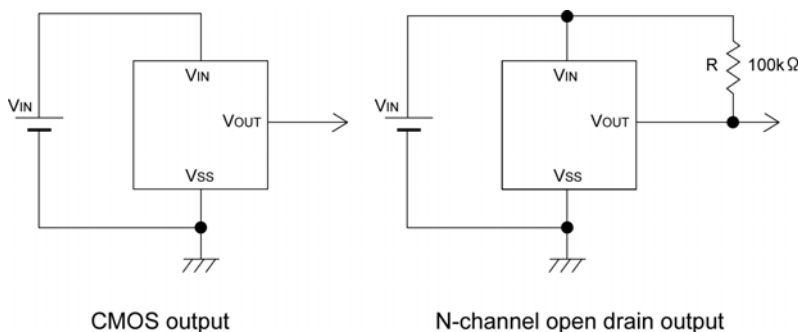 VIN
VIN
VOUT
VSS
CMOS output
VIN
VIN
VOUT
VSS
R 100kΩ
N-channel open drain output